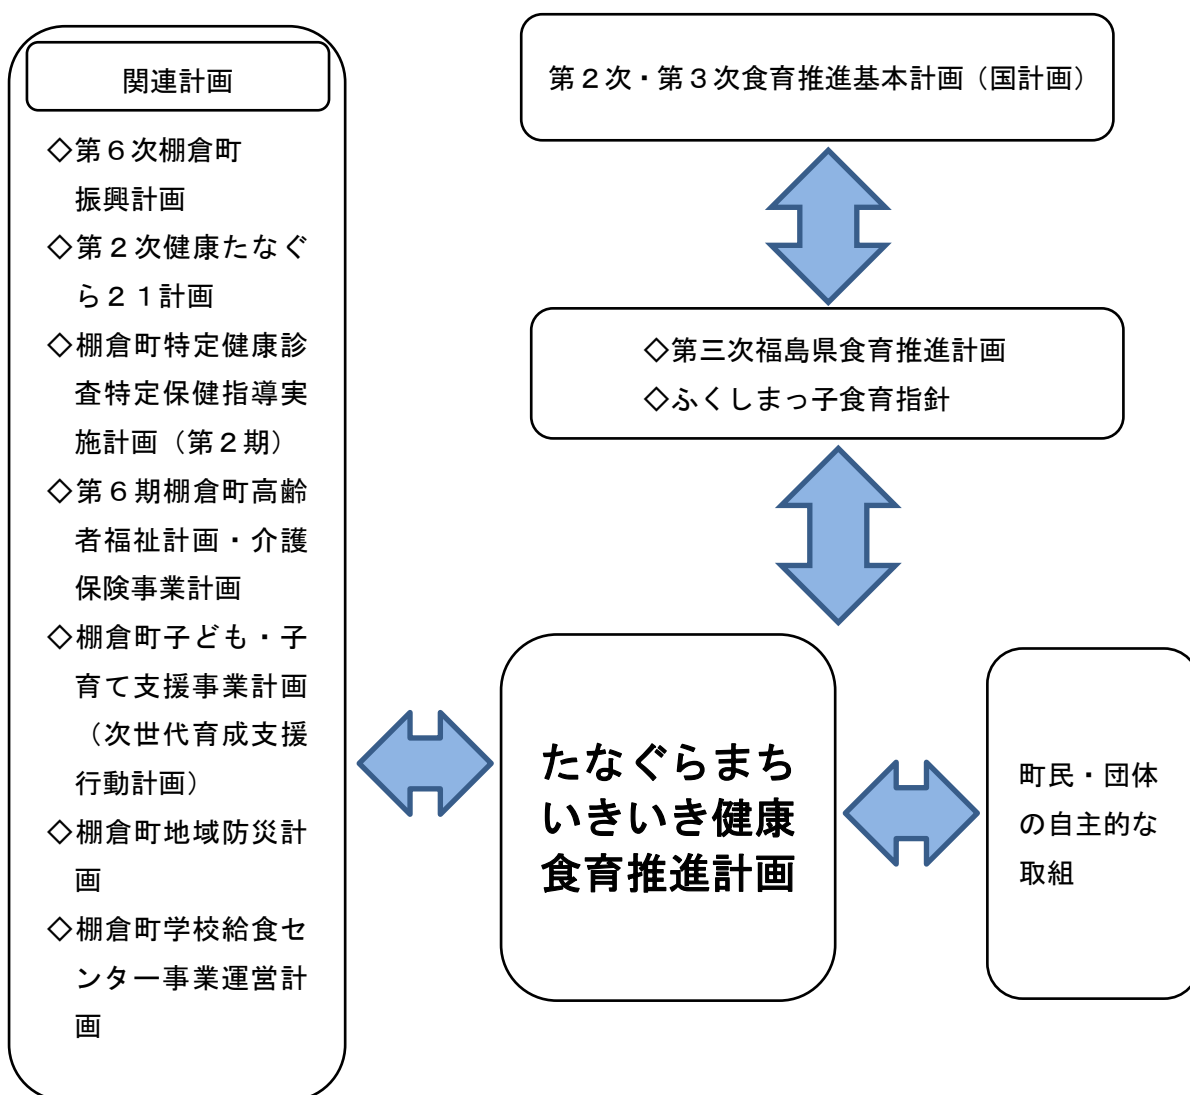 関連計画
◇第６次棚倉町
振興計画
◇第２次健康たなぐ
ら２１計画
◇棚倉町特定健康診
査特定保健指導実
施計画（第２期）
◇第６期棚倉町高齢
者福祉計画・介護
保険事業計画
◇棚倉町子ども・子
育て支援事業計画
（次世代育成支援
行動計画）
◇棚倉町地域防災計
画
◇棚倉町学校給食セ
ンター事業運営計
画
第２次・第３次食育推進基本計画（国計画）
◇第三次福島県食育推進計画
◇ふくしまっ子食育指針
たなぐらまち
いきいき健康
食育推進計画
町民・団体
の自主的な
取組